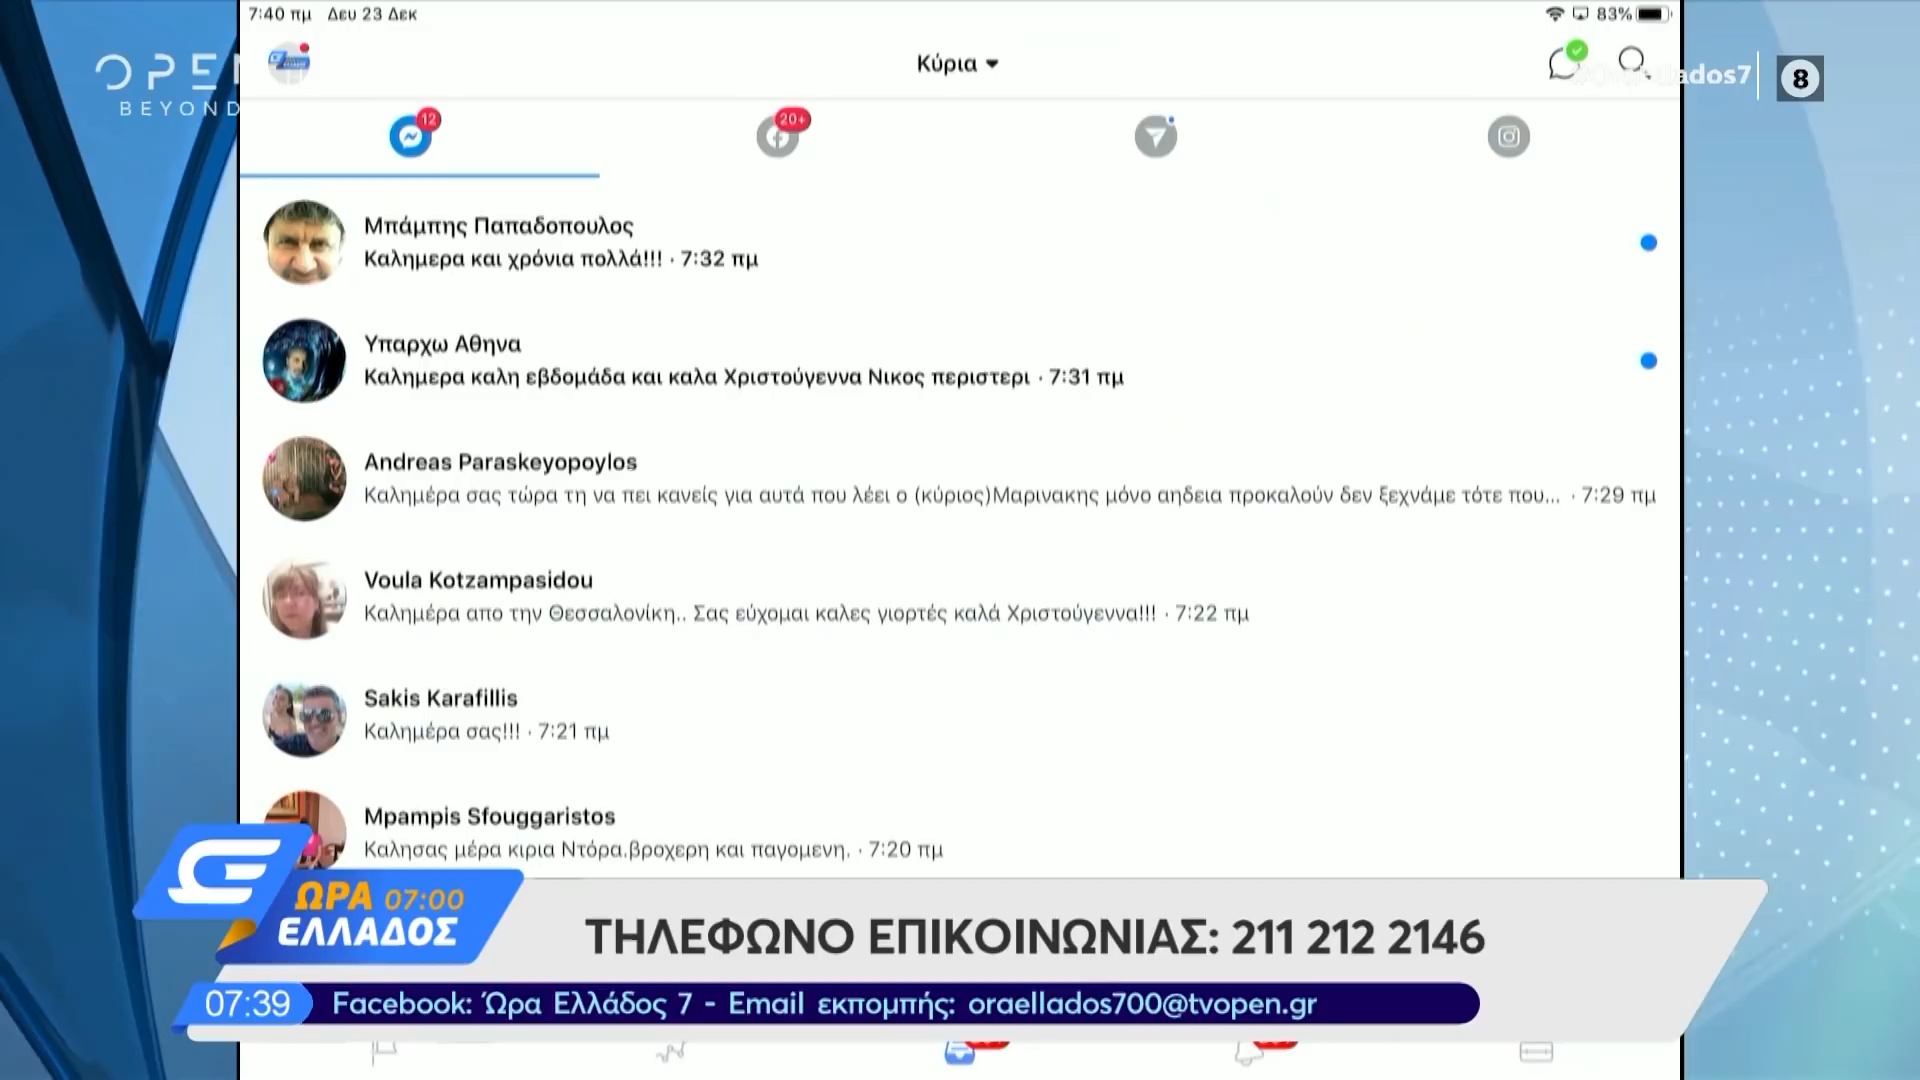 7:40 πμ Δευ 23 Δεκ
83%
OPEN
BEYOND
Κύρια
lados7
8
12
20+
Μπάμπης Παπαδοπουλος
Καλημερα και χρόνια πολλά!!! · 7:32 πμ
Υπαρχω Αθηνα
Καλημερα καλη εβδομάδα και καλα Χριστούγεννα Νικος περιστερι · 7:31 πμ
Andreas Paraskeyopoylos
Καλημέρα σας τώρα τη να πει κανείς για αυτά που λέει ο (κύριος)Μαρινακης μόνο αηδεια προκαλούν δεν ξεχνάμε τότε που... · 7:29 πμ
Voula Kotzampasidou
Καλημέρα απο την Θεσσαλονίκη.. Σας εύχομαι καλες γιορτές καλά Χριστούγεννα!!! · 7:22 πμ
Sakis Karafillis
Καλημέρα σας!!! · 7:21 πμ
Mpampis Sfouggaristos
Καλησας μέρα κιρια Ντόρα.βροχερη και παγομενη. · 7:20 πμ
ΩΡΑ 07:00
ΕΛΛΑΔΟΣ
ΤΗΛΕΦΩΝΟ ΕΠΙΚΟΙΝΩΝΙΑΣ: 211 212 2146
07:39
Facebook: Ώρα Ελλάδος 7 - Email εκπομπής: oraellados700@tvopen.gr